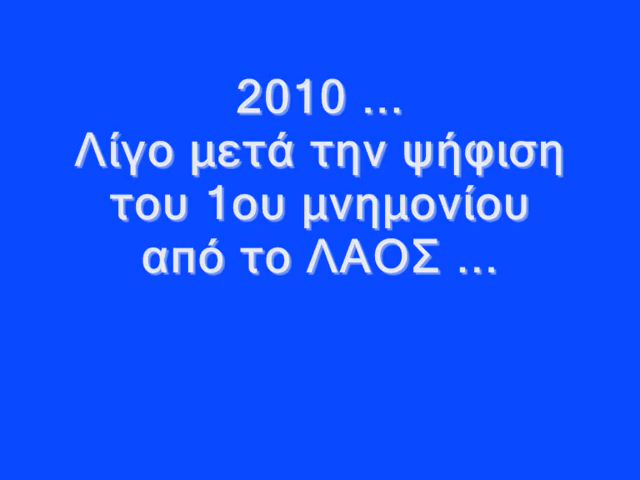 2010 ...
Λίγο μετά την ψήφιση
του 1ου μνημονίου
από το ΛΑΟΣ ...